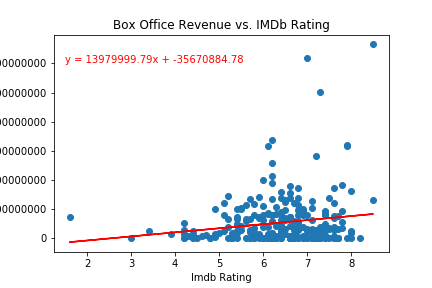 Box Office Revenue vs. IMDb Rating
y = 13979999.79x + -35670884.78
0
2
3
4
5
6
7
8
Imdb Rating